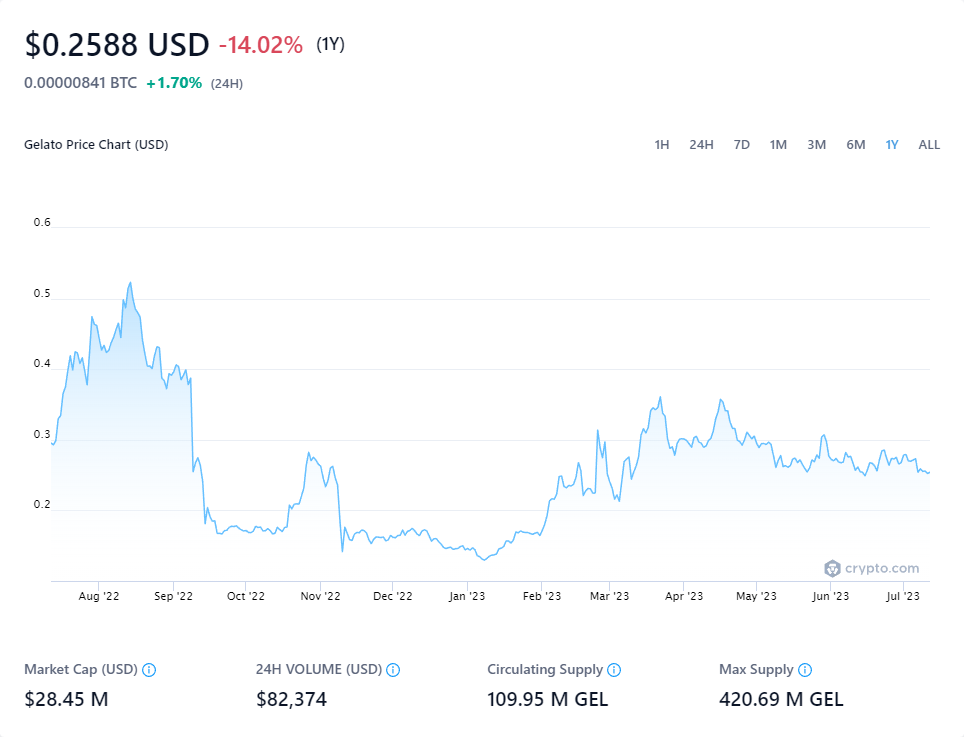 $0.2588 USD -14.02% (1Y)
0.00000841 BTC +1.70% (24H)
Gelato Price Chart (USD) 1H 24H 7D 1M 3M 6M 1Y ALL
0.6
0.5
0.4
0.3
0.2
crypto.com
Aug '22 Sep '22 Oct '22 Nov '22 Dec '22 Jan '23 Feb '23 Mar '23 Apr '23 May '23 Jun '23 Jul '23
Market Cap (USD) 24H VOLUME (USD) Circulating Supply Max Supply
$28.45 M $82,374 109.95 M GEL 420.69 M GEL